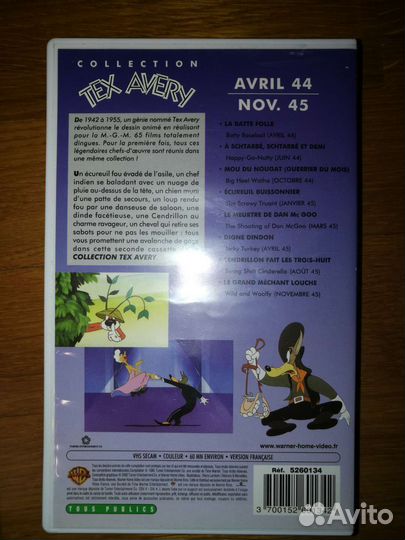 COLLECTION
TEX AVERY
De 1942 à 1955, un génie nommé Tex Avery
révolutionne le dessin animé en réalisant
pour la M.-G.-M. 65 films totalement
dingues. Pour la première fois, tous ces
légendaires chefs-d'œuvre sont réunis dans
une même collection !
Un écureuil fou évadé de l'asile, un chef
indien se baladant avec un nuage de
pluie au-dessus de la tête, un chien muni
d'une patte de secours, un loup rendu
fou par une danseuse de saloon, une
dinde facétieuse, une Cendrillon au
charme ravageur, un cheval qui retire ses
sabots pour ne pas les mouiller : tous
vous promettent une avalanche de gags
dans cette seconde cassette de la
COLLECTION TEX AVERY.
AVRIL 44
NOV. 45
LA BATTE FOLLE
Batty Baseball (AVRIL 44)
À SCHTARBÉ, SCHTARBÉ ET DEMI
Happy-Go-Nutty (JUIN 44)
MOU DU NOUGAT (GUERRIER DU MOIS)
Big Heel Watha (OCTOBRE 44)
ÉCUREUIL BUISSONNIER
The Screwy Truant (JANVIER 45)
LE MEURTRE DE DAN Mc GOO
The Shooting of Dan McGoo (MARS 45)
DIGNE DINDON
Jerky Turkey (AVRIL 45)
CENDRILLON FAIT LES TROIS-HUIT
Swing Shift Cinderella (AOÛT 45)
LE GRAND MÉCHANT LOUCHE
Wild and Woolfy (NOVEMBRE 45)
www.warner-home-video.fr
VHS SECAM • COULEUR • 60 MN ENVIRON • VERSION FRANÇAISE
Réf. 5260134
TOUS PUBLICS
3 700152
Avito